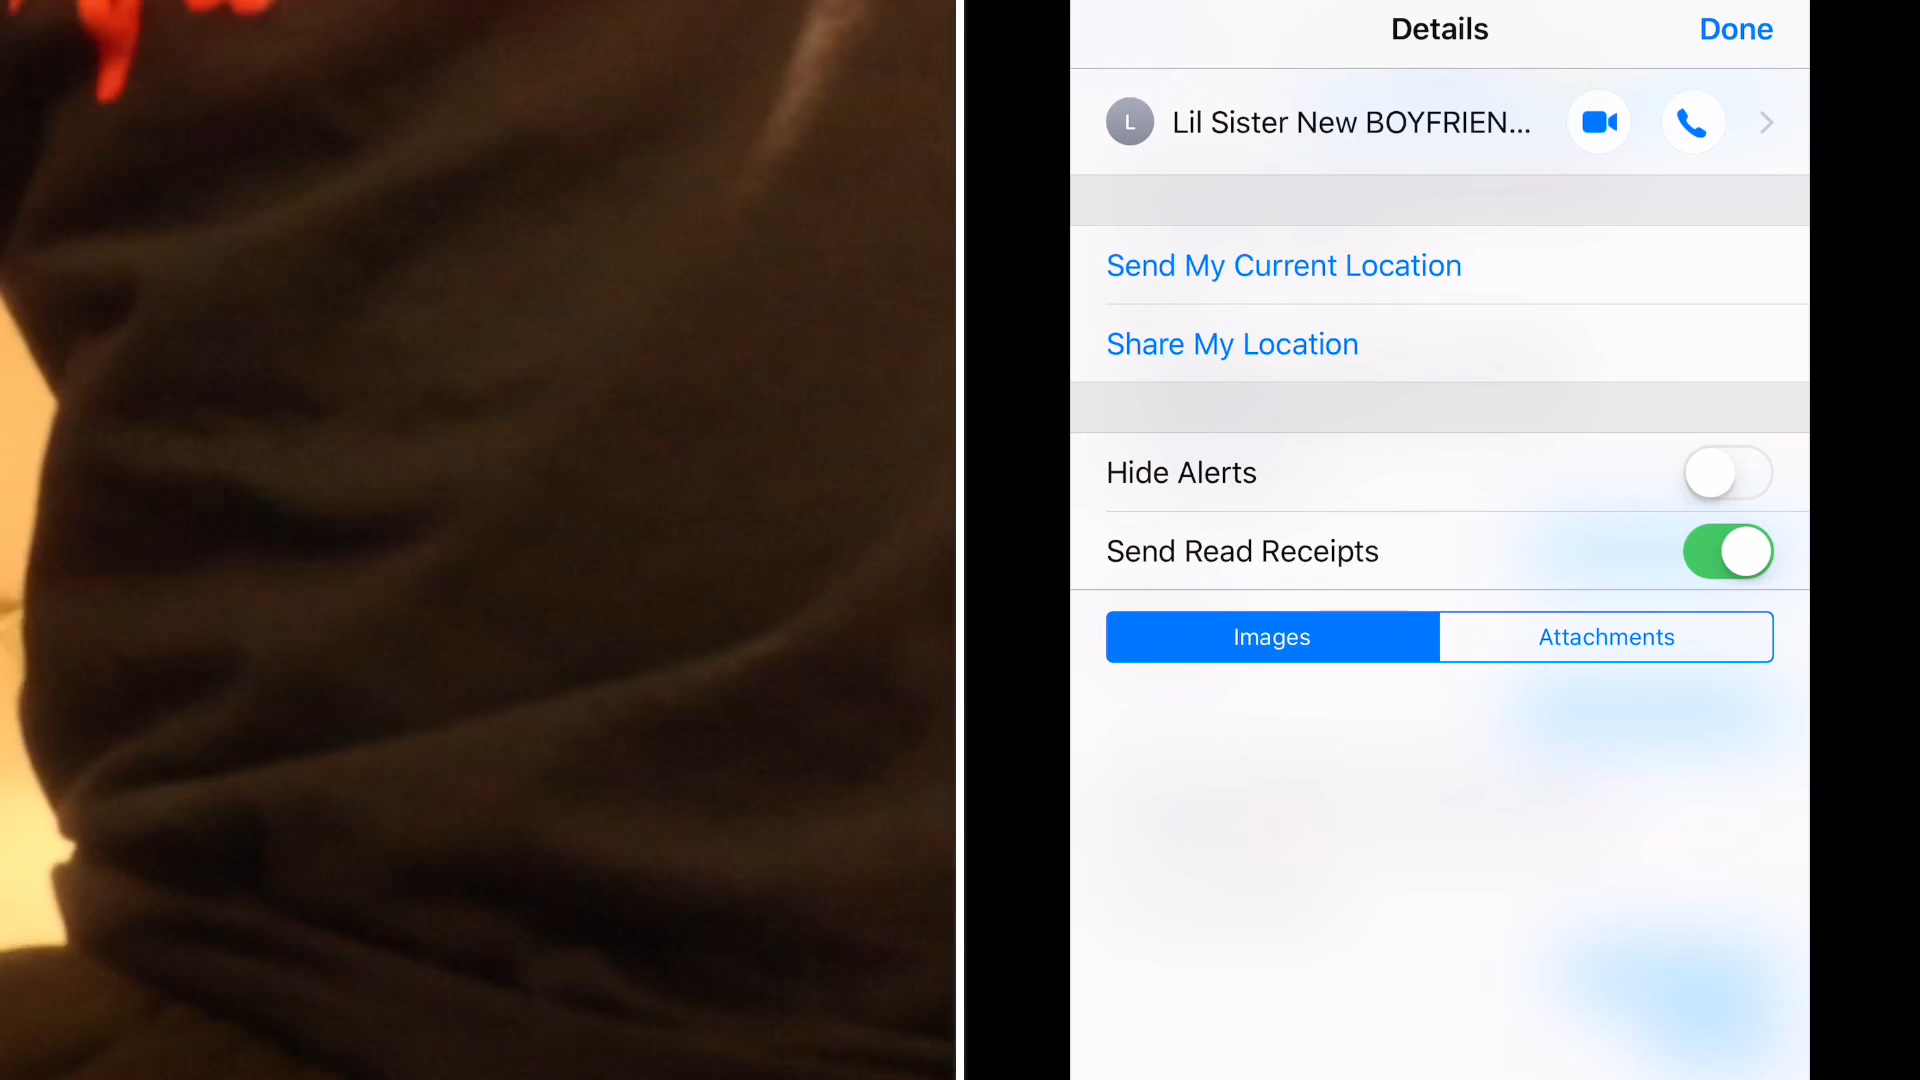 Details
Done
L
Lil Sister New BOYFRIEN...
Send My Current Location
Share My Location
Hide Alerts
Send Read Receipts
Images
Attachments